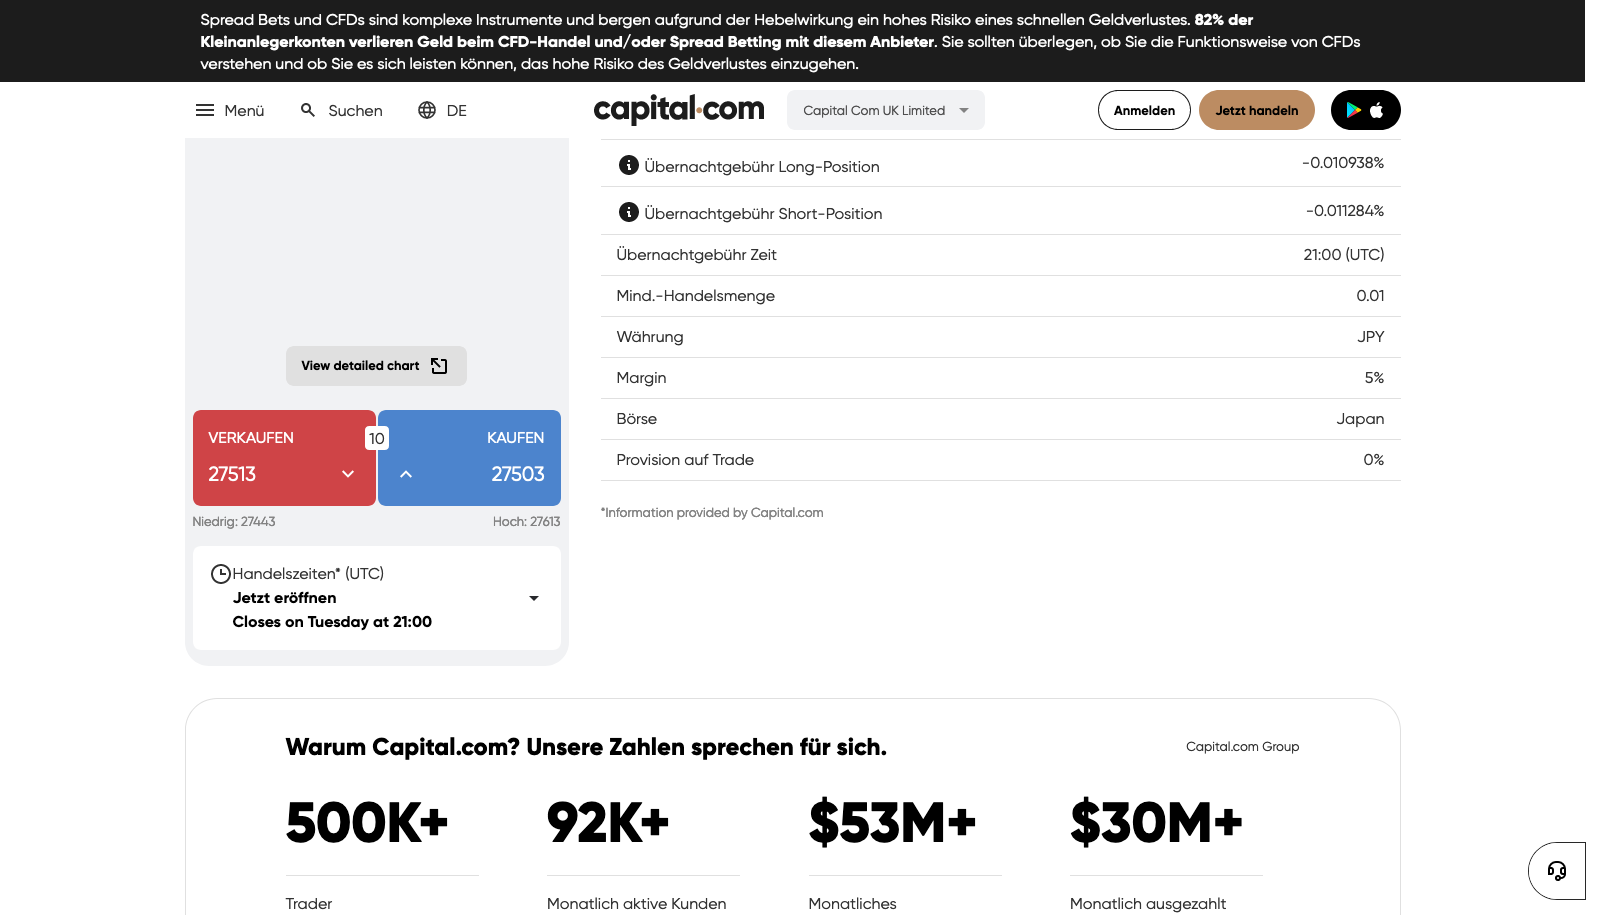 Spread Bets und CFDs sind komplexe Instrumente und bergen aufgrund der Hebelwirkung ein hohes Risiko eines schnellen Geldverlustes. 82% der
Kleinanlegerkonten verlieren Geld beim CFD-Handel und/oder Spread Betting mit diesem Anbieter. Sie sollten überlegen, ob Sie die Funktionsweise von CFDs
verstehen und ob Sie es sich leisten können, das hohe Risiko des Geldverlustes einzugehen.
Menü Suchen DE capital.com Capital Com UK Limited Anmelden Jetzt handeln
Übernachtgebühr Long-Position -0.010938%
Übernachtgebühr Short-Position -0.011284%
Übernachtgebühr Zeit 21:00 (UTC)
Mind.-Handelsmenge 0.01
Währung JPY
Margin 5%
Börse Japan
Provision auf Trade 0%
*Information provided by Capital.com
View detailed chart
VERKAUFEN 10 KAUFEN
27513 27503
Niedrig: 27443 Hoch: 27613
Handelszeiten* (UTC)
Jetzt eröffnen
Closes on Tuesday at 21:00
Warum Capital.com? Unsere Zahlen sprechen für sich. Capital.com Group
500K+ 92K+ $53M+ $30M+
Trader Monatlich aktive Kunden Monatliches Monatlich ausgezahlt